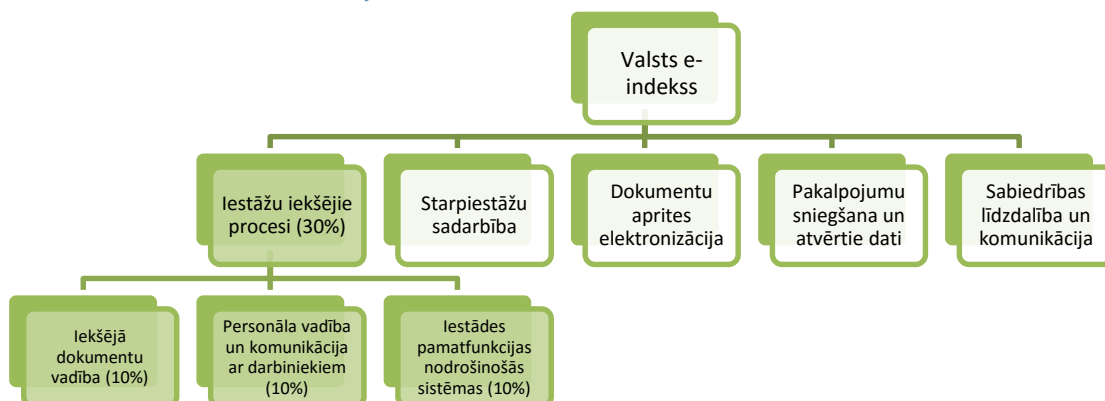 Valsts e-
indekss
Iestāžu iekšējie
procesi (30%)
Starpiestāžu
sadarbība
Dokumentu
aprites
elektronizācija
Pakalpojumu
sniegšana un
atvērtie dati
Sabiedrības
līdzdalība un
komunikācija
Iekšējā
dokumentu
vadība (10%)
Personāla vadība
un komunikācija
ar darbiniekiem
(10%)
Iestādes
pamatfunkcijas
nodrošinošās
sistēmas (10%)